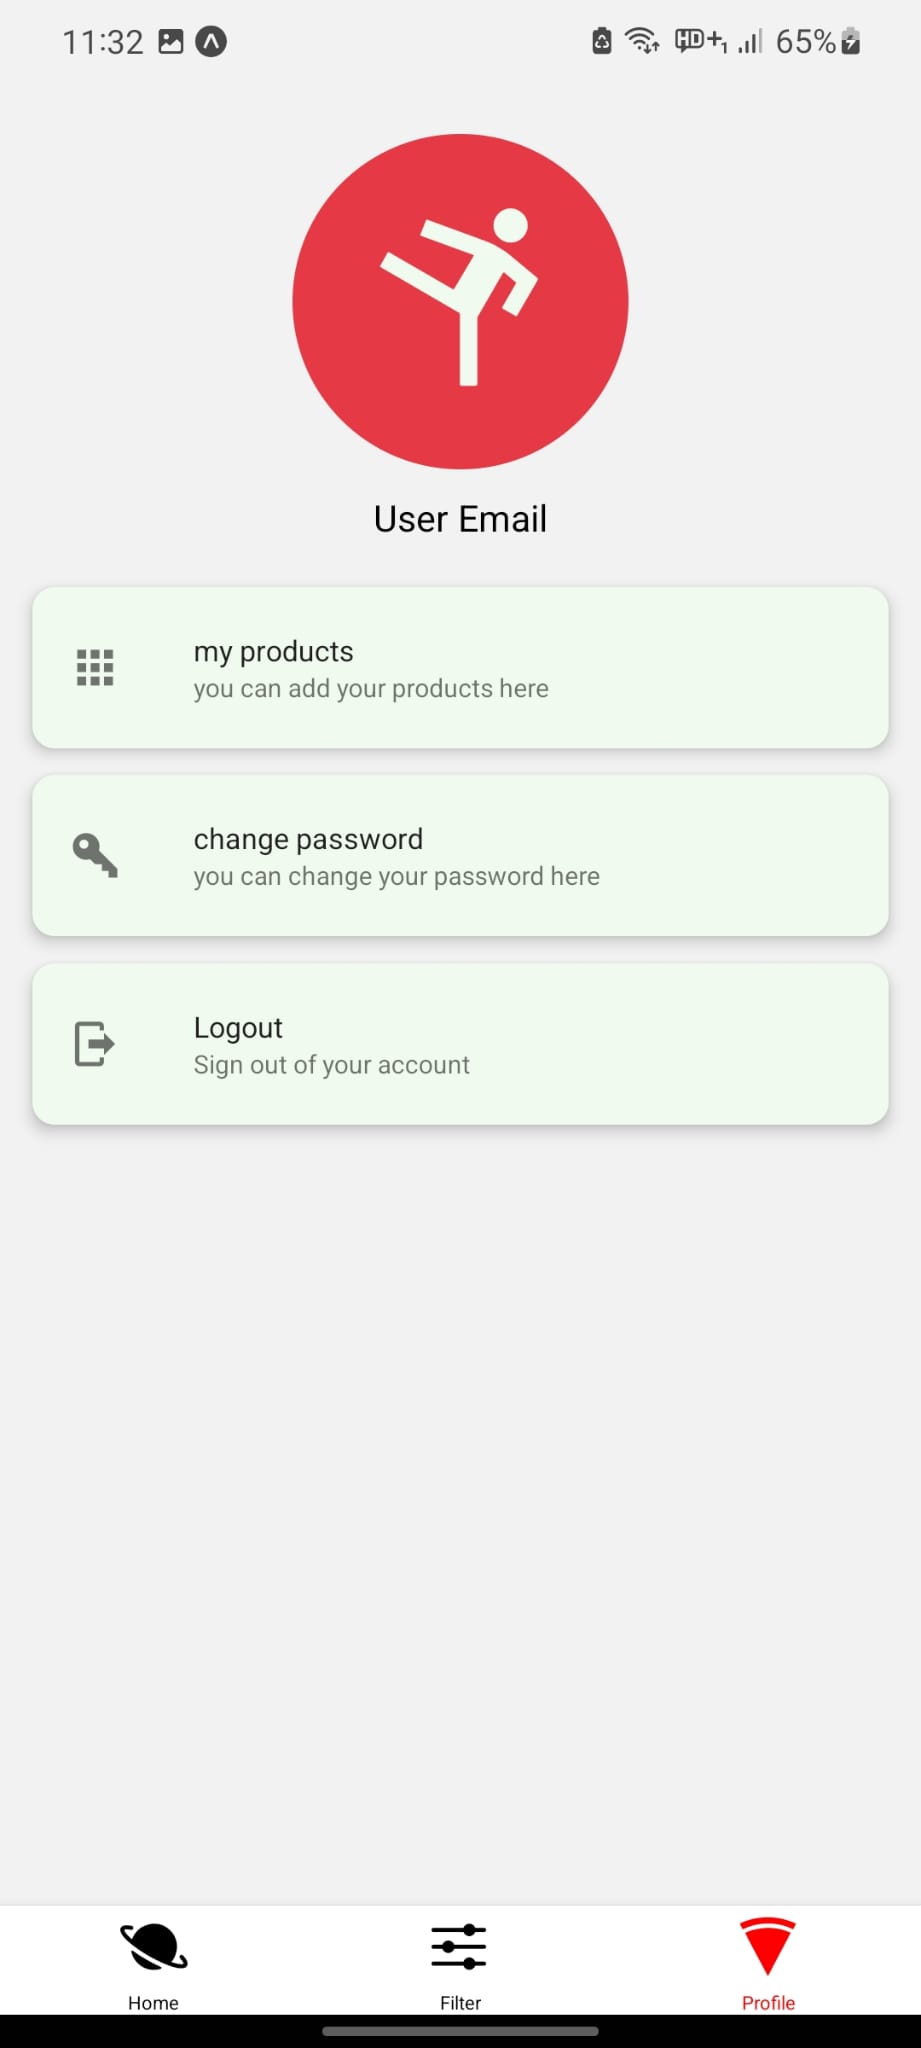 11:32
HD+1 65%
User Email
my products
you can add your products here
change password
you can change your password here
Logout
Sign out of your account
Home Filter Profile